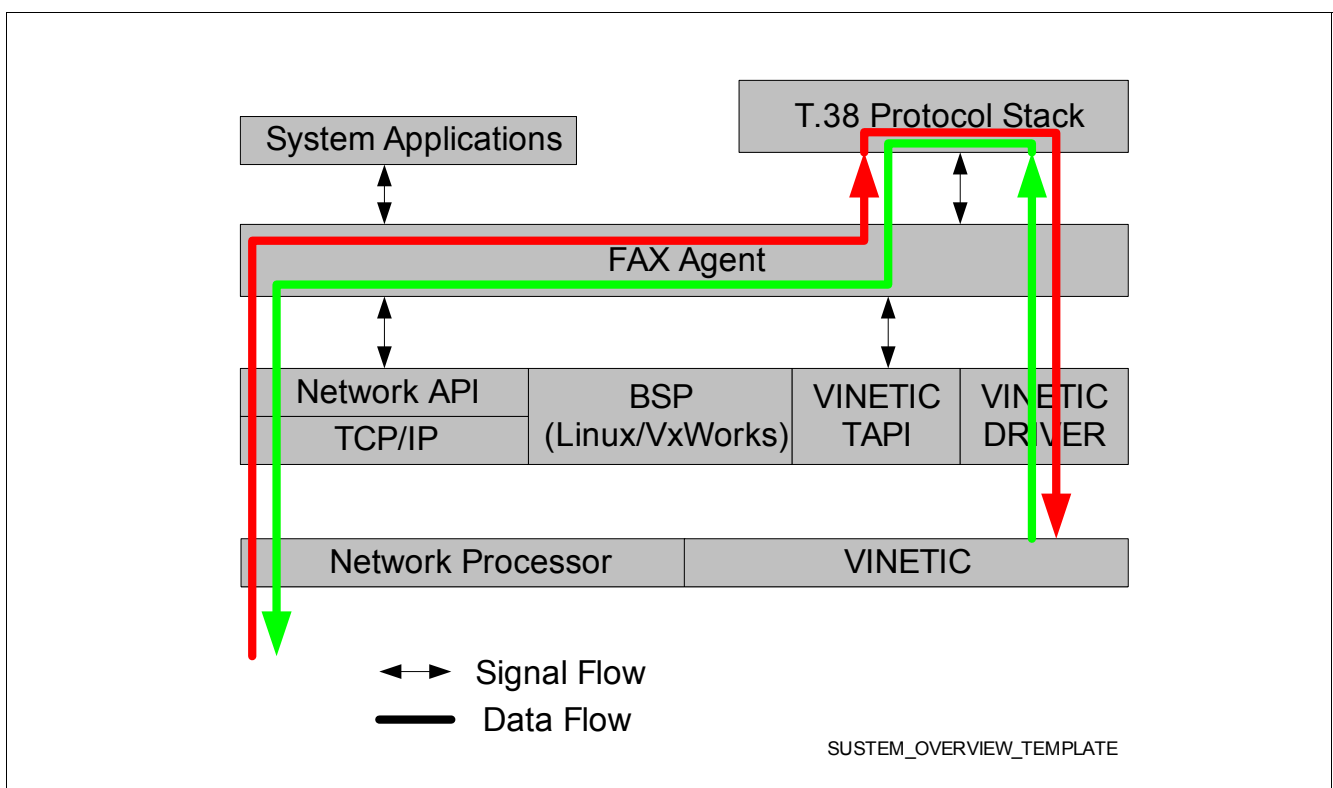 T.38 Protocol Stack
System Applications
FAX Agent
Network API
TCP/IP
BSP
(Linux/VxWorks)
VINETIC
TAPI
VINETIC
DRIVER
Network Processor
VINETIC
Signal Flow
Data Flow
SUSTEM_OVERVIEW_TEMPLATE